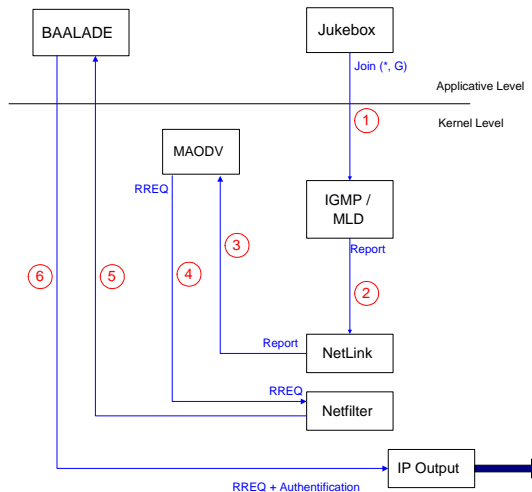 BAALADE
Jukebox
Join (*, G)
Applicative Level
Kernel Level
1
MAODV
RREQ
IGMP /
MLD
Report
3
4
5
6
2
Report
NetLink
RREQ
Netfilter
IP Output
RREQ + Authentification